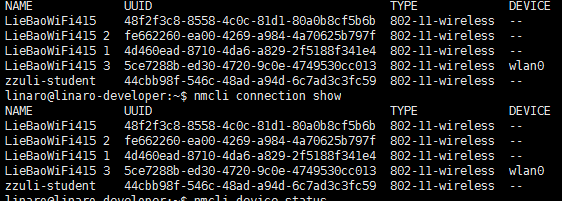 NAME UUID TYPE DEVICE
LieBaoWiFi415 48f2f3c8-8558-4c0c-81d1-80a0b8cf5b6b 802-11-wireless --
LieBaoWiFi415 2 fe662260-ea00-4269-a984-4a70625b797f 802-11-wireless --
LieBaoWiFi415 1 4d460ead-8710-4da6-a829-2f5188f341e4 802-11-wireless --
LieBaoWiFi415 3 5ce7288b-ed30-4720-9c0e-4749530cc013 802-11-wireless wlan0
zzuli-student 44cbb98f-546c-48ad-a94d-6c7ad3c3fc59 802-11-wireless --
linaro@linaro-developer:~$ nmcli connection show
NAME UUID TYPE DEVICE
LieBaoWiFi415 48f2f3c8-8558-4c0c-81d1-80a0b8cf5b6b 802-11-wireless --
LieBaoWiFi415 2 fe662260-ea00-4269-a984-4a70625b797f 802-11-wireless --
LieBaoWiFi415 1 4d460ead-8710-4da6-a829-2f5188f341e4 802-11-wireless --
LieBaoWiFi415 3 5ce7288b-ed30-4720-9c0e-4749530cc013 802-11-wireless wlan0
zzuli-student 44cbb98f-546c-48ad-a94d-6c7ad3c3fc59 802-11-wireless --
linaro@linaro-developer:~$ nmcli device status